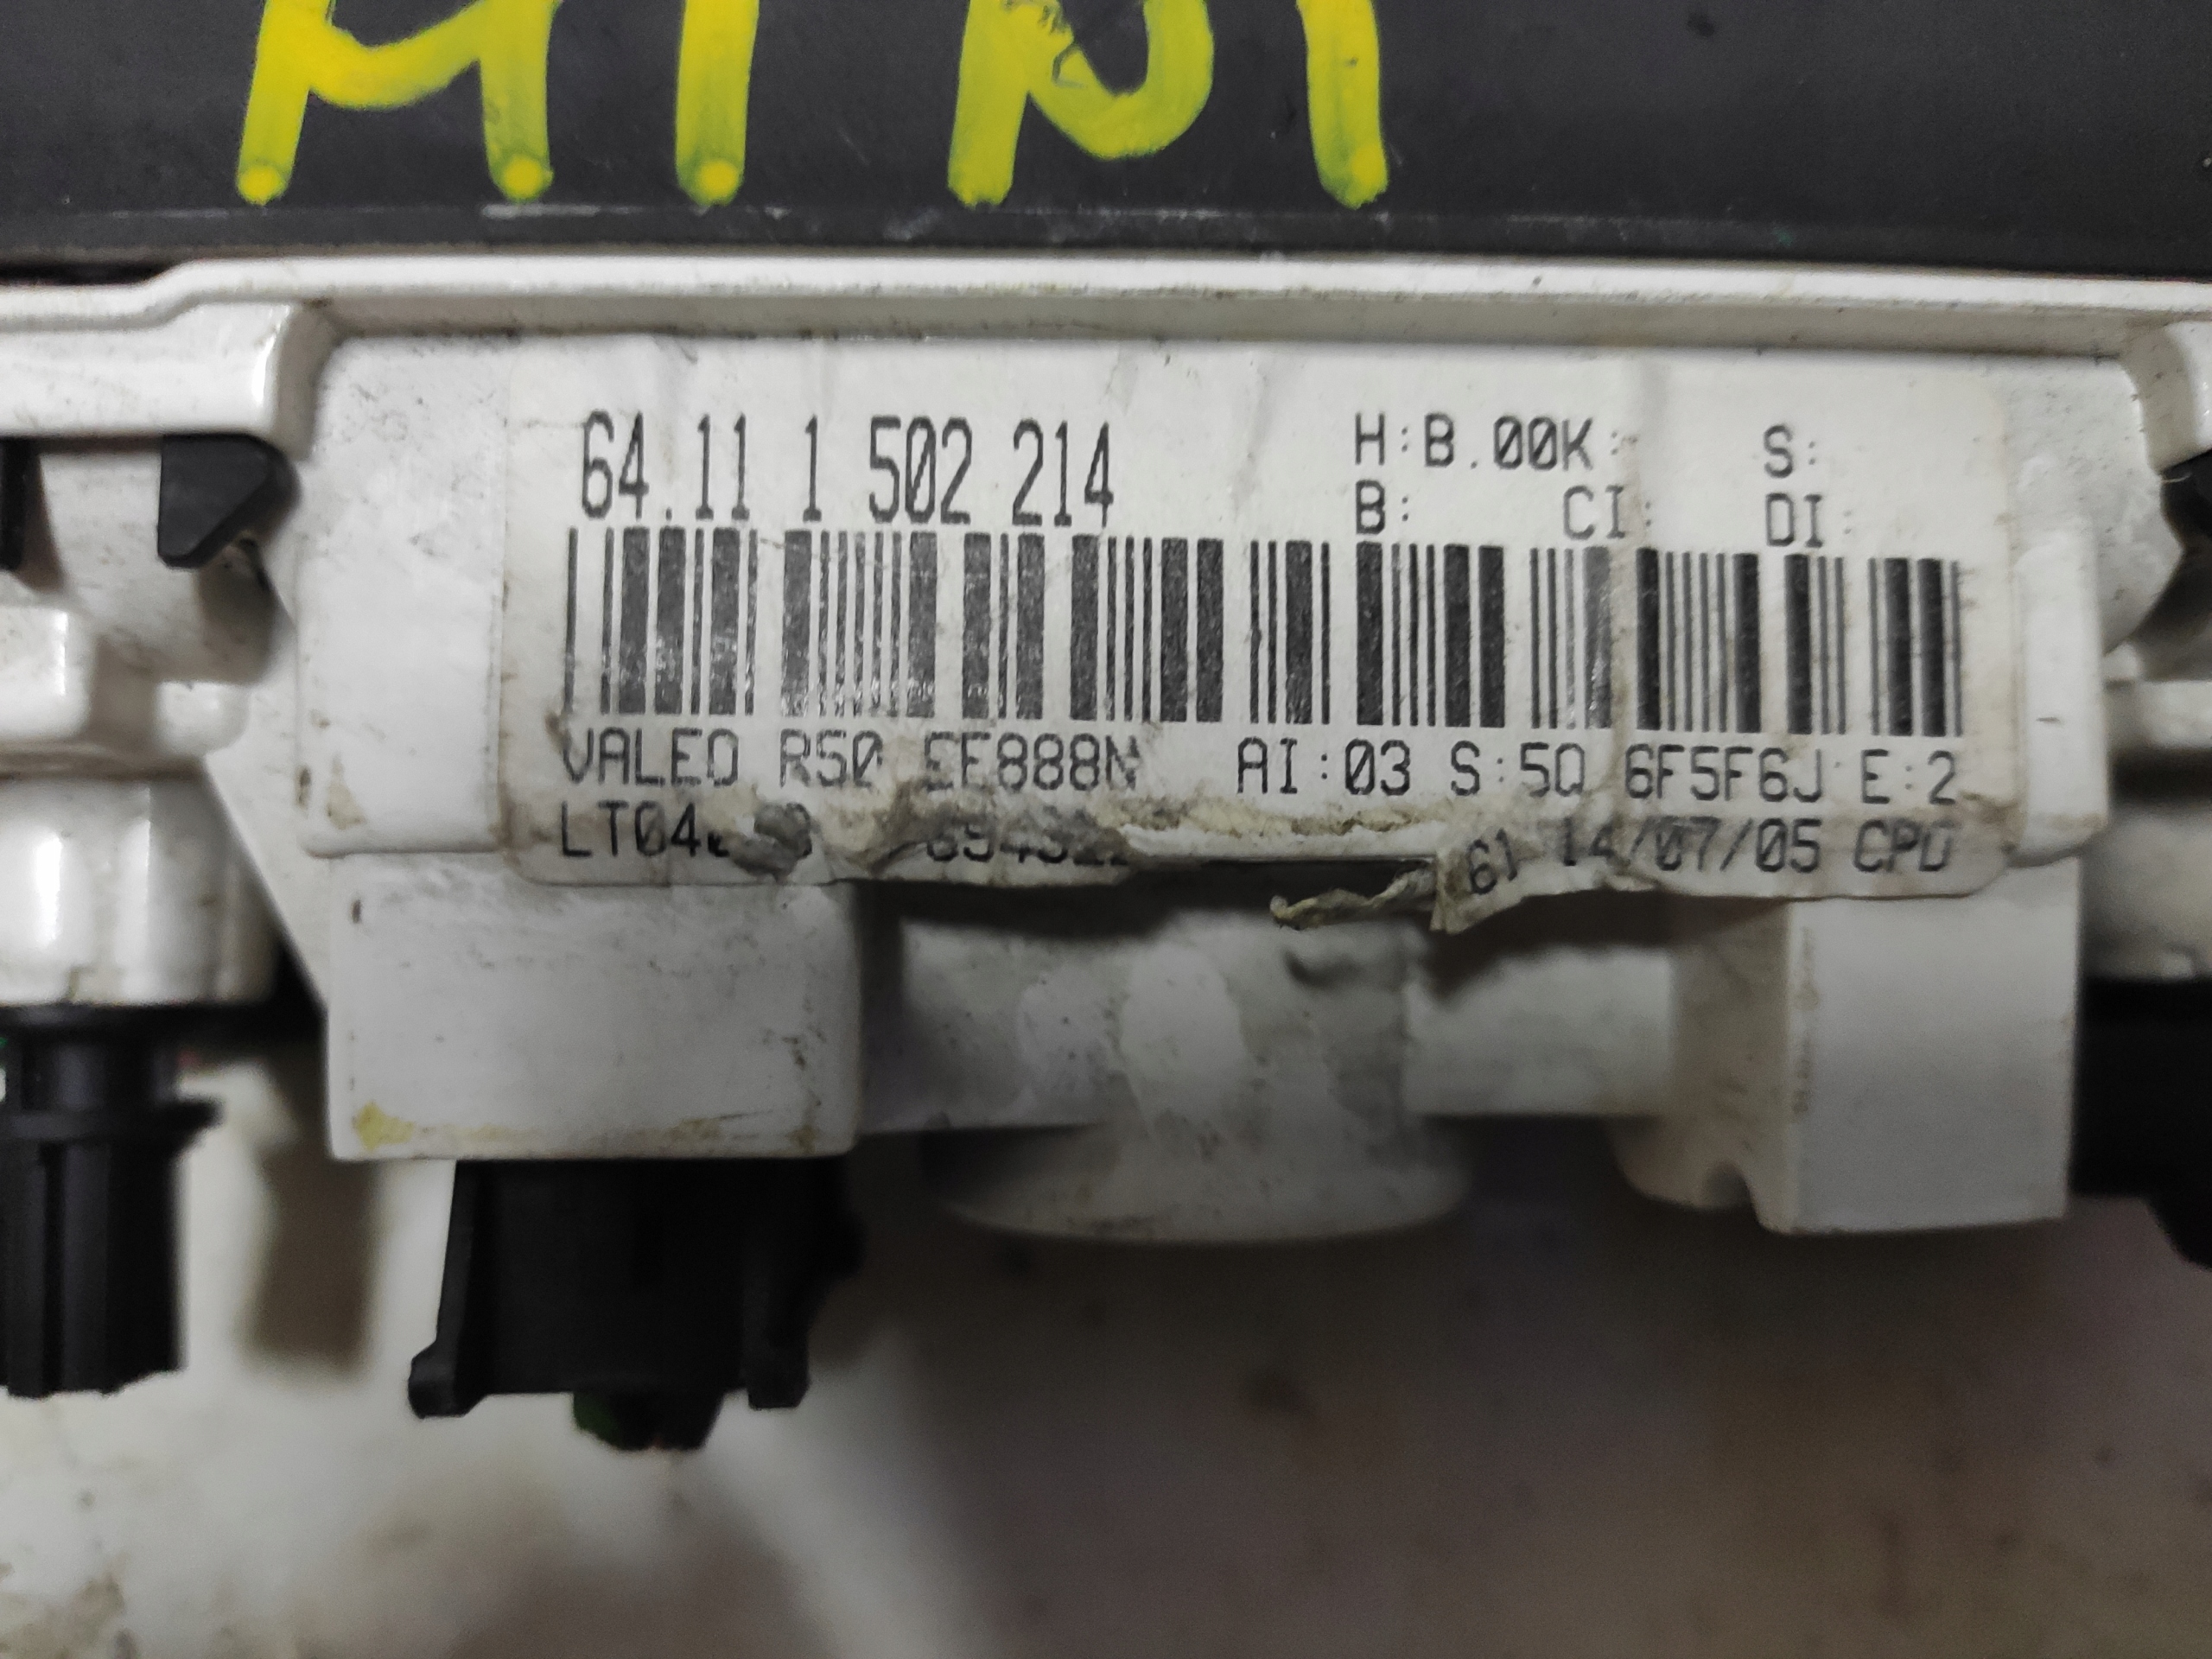 64.11 1 502 214 H:B.00K: S:
B: CI: DI:
VALEO R50 EE888N AI:03 S:5Q 6F5F6J E:2
61 14/07/05 CPD